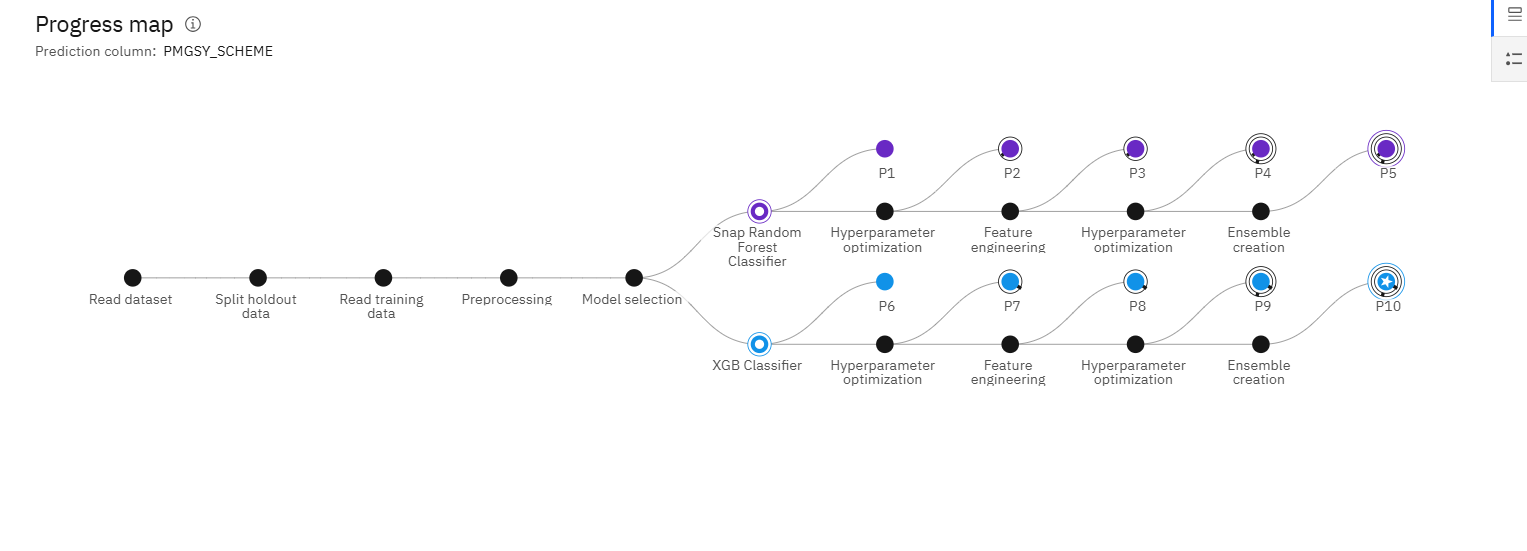 Progress map
Prediction column: PMGSY_SCHEME
P1
P2
P3
P4
P5
Snap Random
Forest
Classifier
Hyperparameter
optimization
Feature
engineering
Hyperparameter
optimization
Ensemble
creation
Read dataset
Split holdout
data
Read training
data
Preprocessing
Model selection
P6
P7
P8
P9
P10
XGB Classifier
Hyperparameter
optimization
Feature
engineering
Hyperparameter
optimization
Ensemble
creation